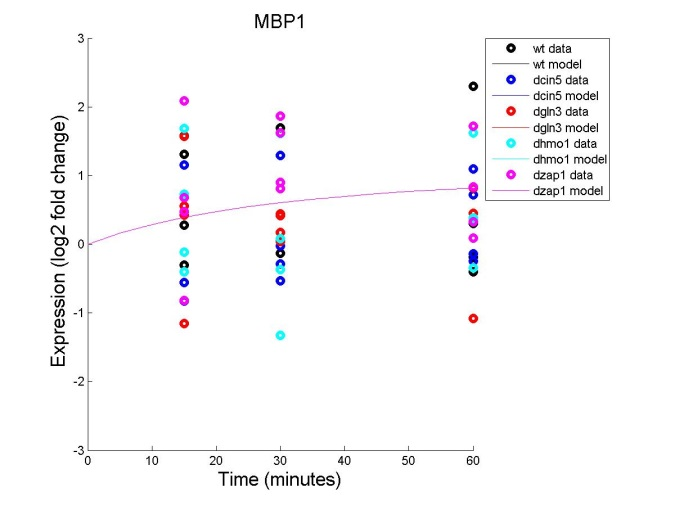 MBP1
Expression (log2 fold change)
3
2
1
0
-1
-2
-3
0 10 20 30 40 50 60
Time (minutes)
wt data
wt model
dcin5 data
dcin5 model
dgln3 data
dgln3 model
dhmo1 data
dhmo1 model
dzap1 data
dzap1 model